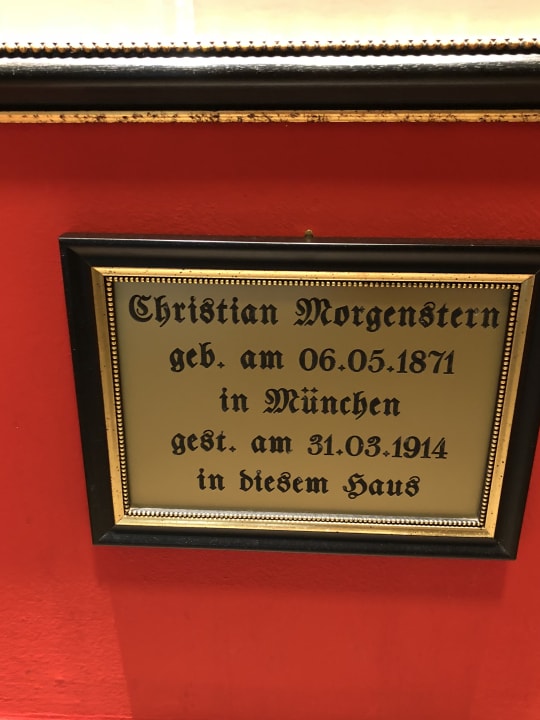 Christian Morgenstern
geb. am 06.05.1871
in München
gest. am 31.03.1914
in diesem Haus